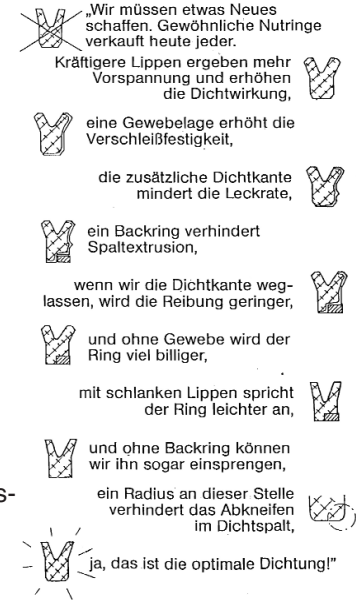 „Wir müssen etwas Neues
schaffen. Gewöhnliche Nutringe
verkauft heute jeder.
Kräftigere Lippen ergeben mehr
Vorspannung und erhöhen
die Dichtwirkung,
eine Gewebelage erhöht die
Verschleißfestigkeit,
die zusätzliche Dichtkante
mindert die Leckrate,
ein Backring verhindert
Spaltextrusion,
wenn wir die Dichtkante weg-
lassen, wird die Reibung geringer,
und ohne Gewebe wird der
Ring viel billiger,
mit schlanken Lippen spricht
der Ring leichter an,
und ohne Backring können
wir ihn sogar einsprengen,
s-
ein Radius an dieser Stelle
verhindert das Abkneifen
im Dichtspalt,
ja, das ist die optimale Dichtung!”